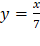 y = x/7